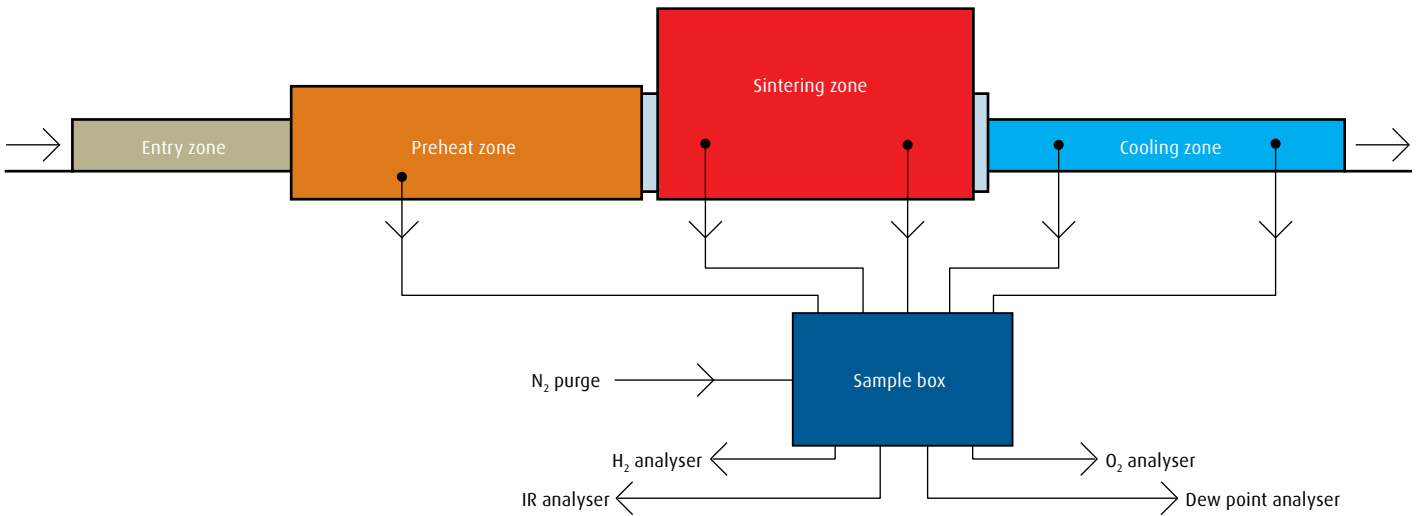 Sintering zone
Entry zone
Preheat zone
Cooling zone
N₂ purge
Sample box
H₂ analyser
O₂ analyser
IR analyser
Dew point analyser